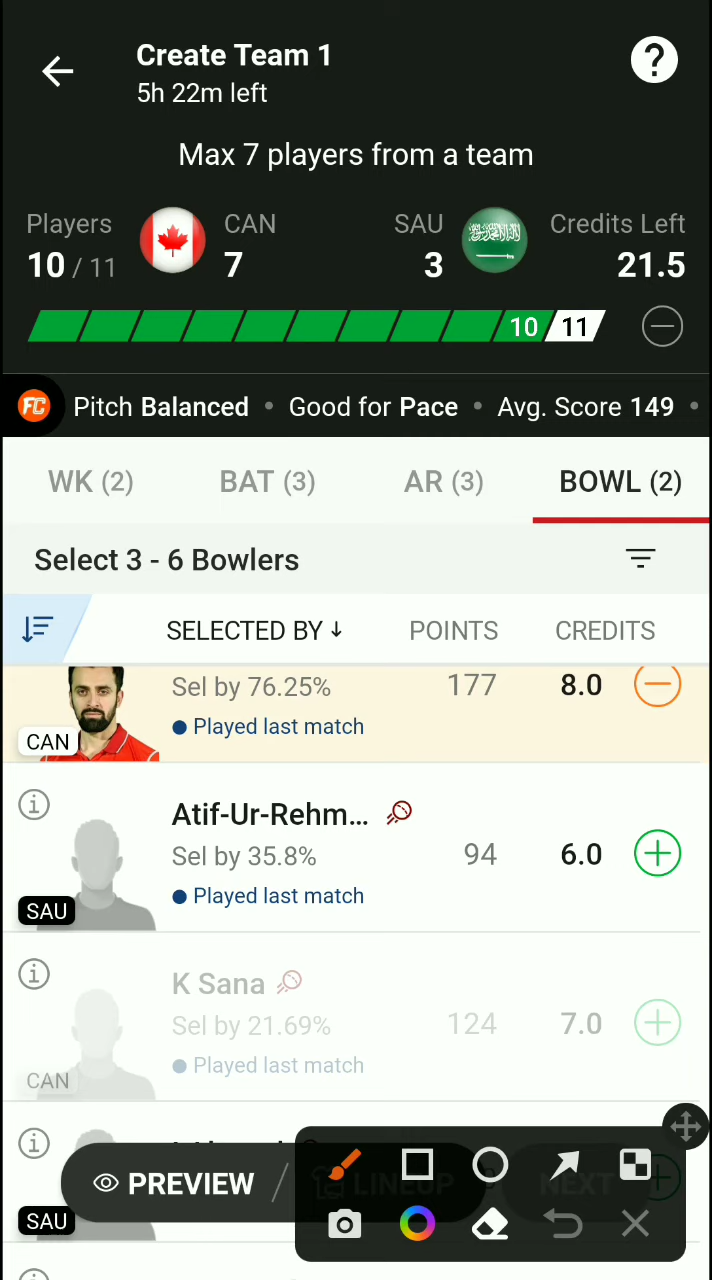 Create Team 1
5h 22m left
?
Max 7 players from a team
Players CAN SAU Credits Left
10 / 11 7 3 21.5
10 11
FC Pitch Balanced • Good for Pace • Avg. Score 149 •
WK (2) BAT (3) AR (3) BOWL (2)
Select 3 - 6 Bowlers
SELECTED BY ↓ POINTS CREDITS
Sel by 76.25% 177 8.0
Played last match
CAN
Atif-Ur-Rehm...
Sel by 35.8% 94 6.0
Played last match
SAU
K Sana
Sel by 21.69% 124 7.0
Played last match
CAN
PREVIEW / LINEUP NEXT
SAU